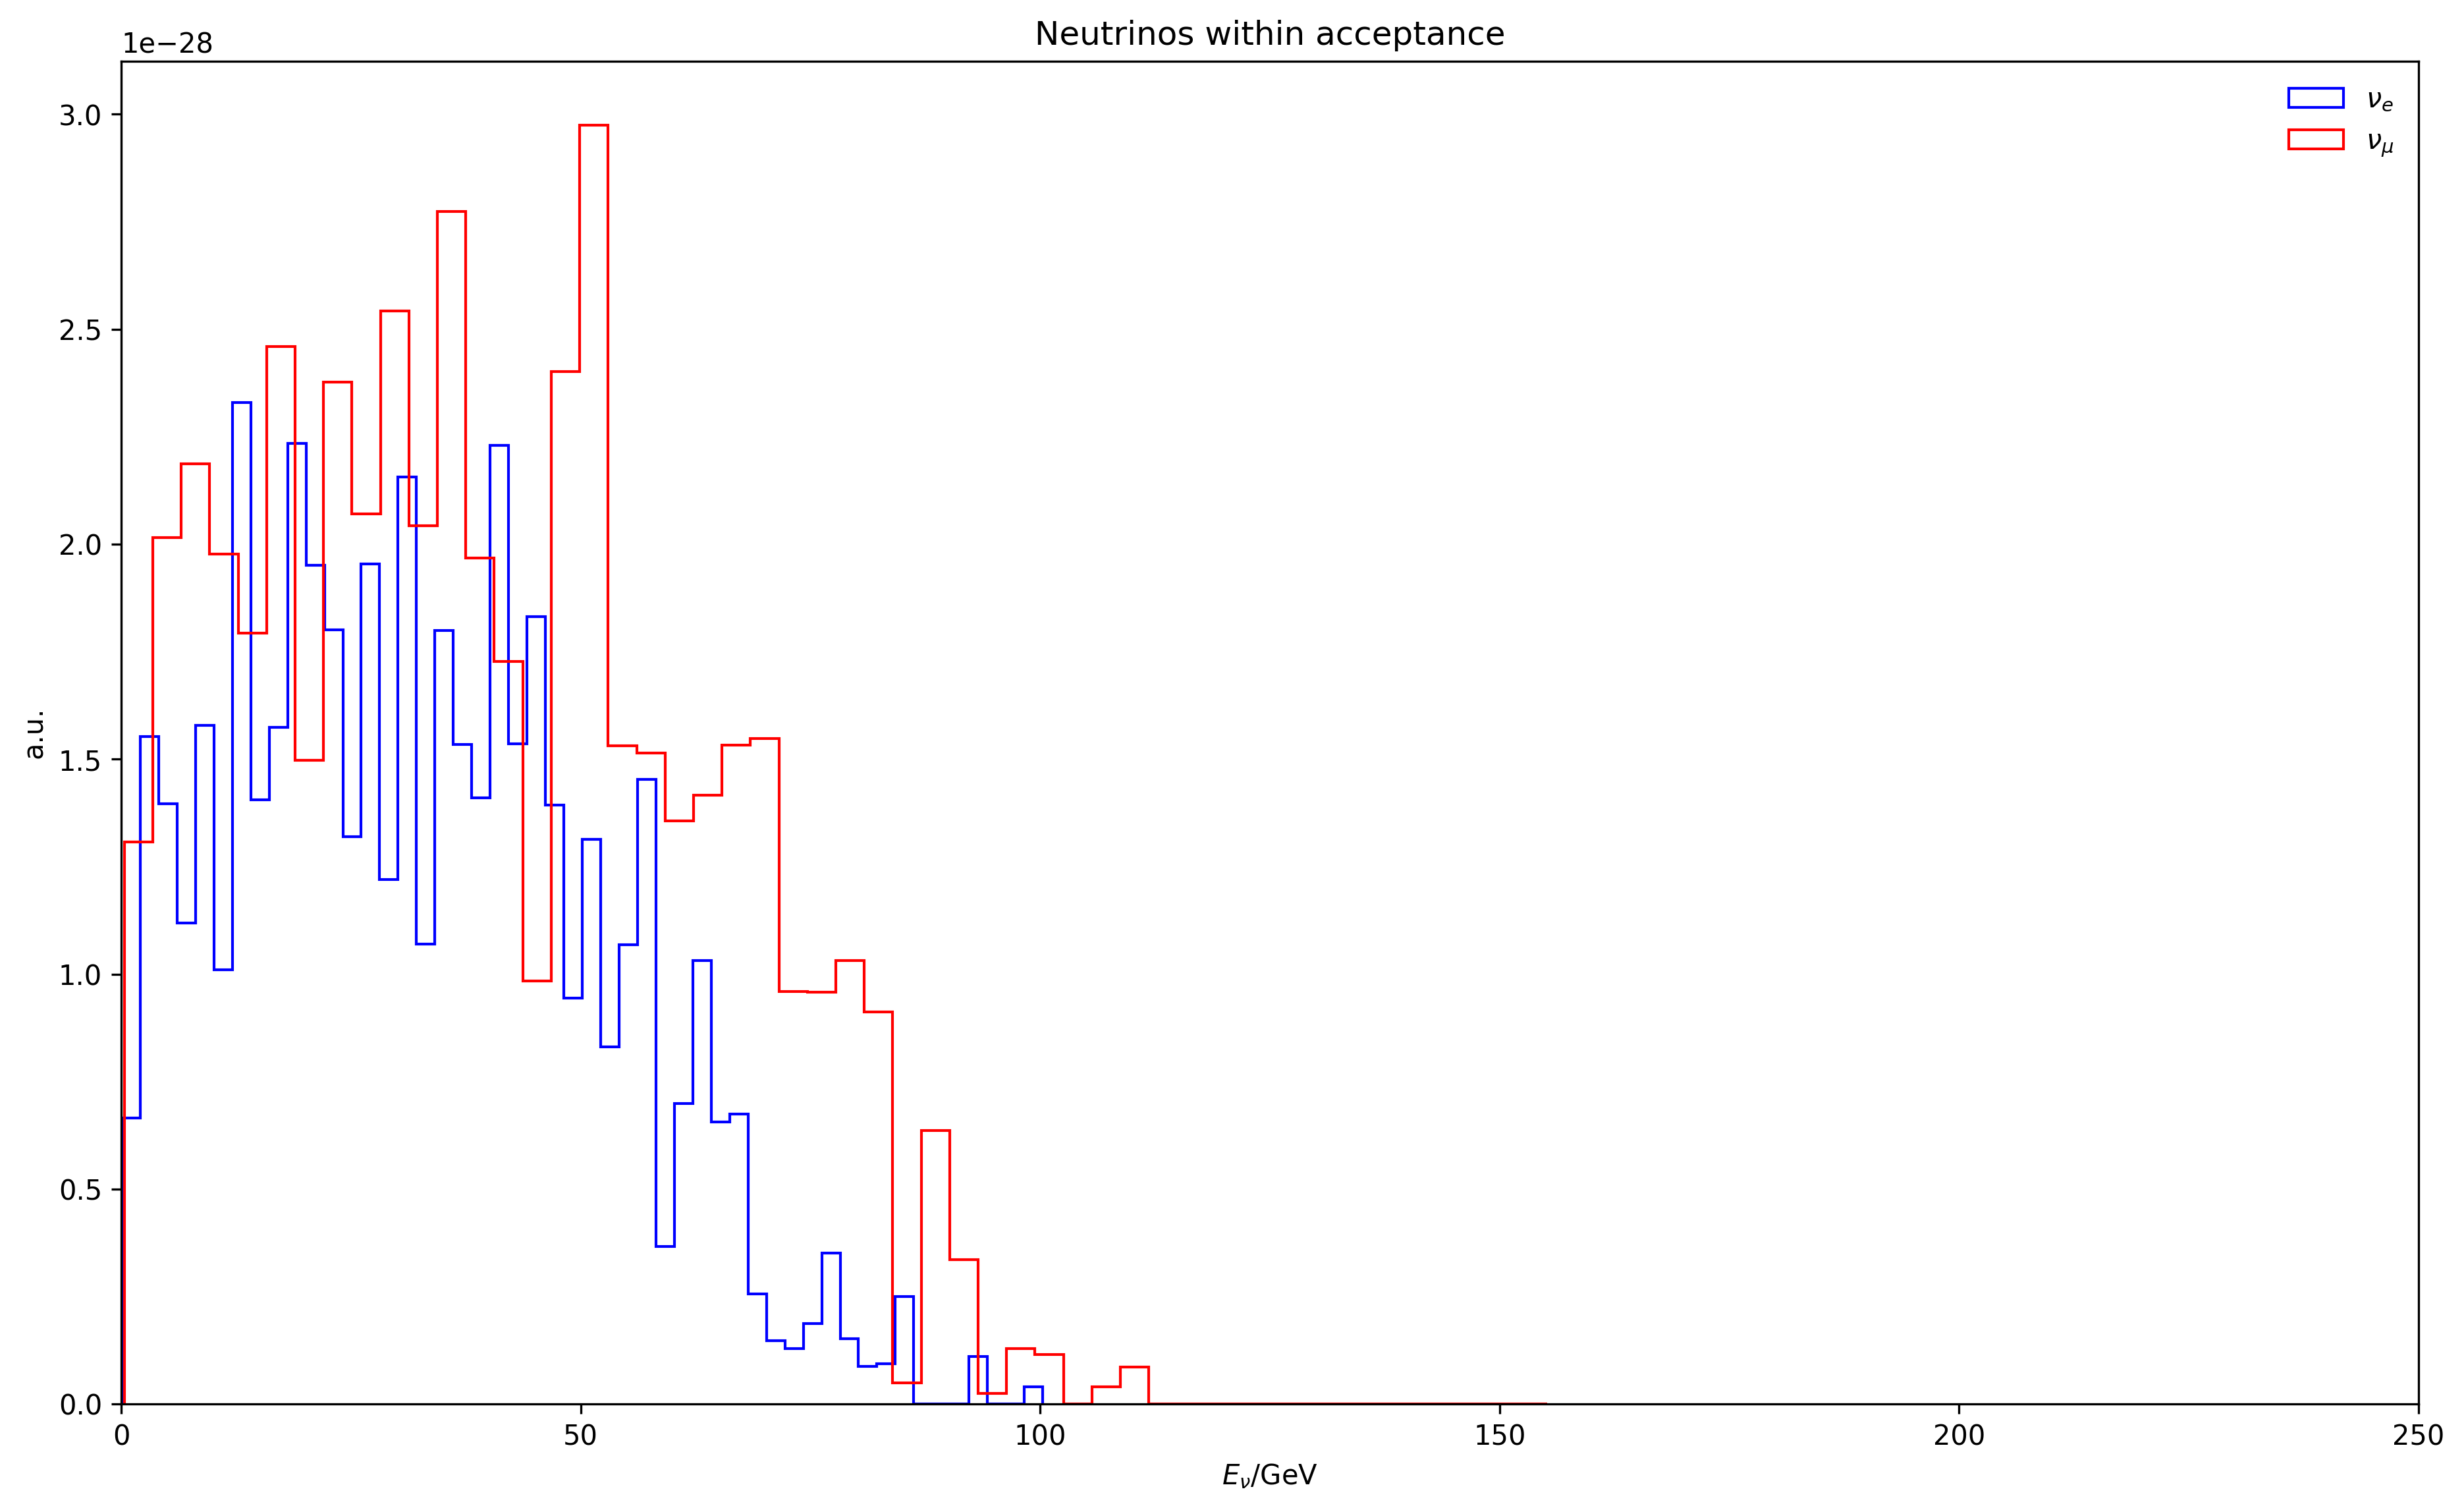 Neutrinos within acceptance
1e−28
3.0
2.5
2.0
1.5
1.0
0.5
0.0
a.u.
0 50 100 150 200 250
E_ν/GeV
ν_e
ν_μ